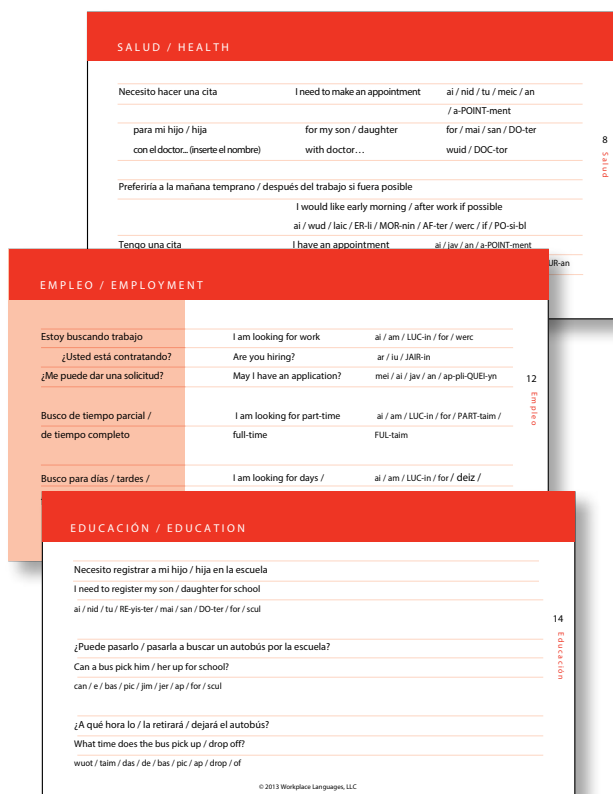 SALUD / HEALTH
Necesito hacer una cita I need to make an appointment ai / nid / tu / meic / an
/ a-POINT-ment
para mi hijo / hija for my son / daughter for / mai / san / DO-ter
con el doctor... (inserte el nombre) with doctor… wuid / DOC-tor
8
Salud
Preferiría a la mañana temprano / después del trabajo si fuera posible
I would like early morning / after work if possible
ai / wud / laic / ER-li / MOR-nin / AF-ter / werc / if / PO-si-bl
Tengo una cita I have an appointment ai / jav / an / a-POINT-ment
UR-an
EMPLEO / EMPLOYMENT
Estoy buscando trabajo I am looking for work ai / am / LUC-in / for / werc
¿Usted está contratando? Are you hiring? ar / iu / JAIR-in
¿Me puede dar una solicitud? May I have an application? mei / ai / jav / an / ap-pli-QUEI-yn
12
Empleo
Busco de tiempo parcial / I am looking for part-time ai / am / LUC-in / for / PART-taim /
de tiempo completo full-time FUL-taim
Busco para días / tardes / I am looking for days / ai / am / LUC-in / for / deiz /
EDUCACIÓN / EDUCATION
Necesito registrar a mi hijo / hija en la escuela
I need to register my son / daughter for school
ai / nid / tu / RE-yis-ter / mai / san / DO-ter / for / scul
14
Educación
¿Puede pasarlo / pasarla a buscar un autobús por la escuela?
Can a bus pick him / her up for school?
can / e / bas / pic / jim / jer / ap / for / scul
¿A qué hora lo / la retirará / dejará el autobús?
What time does the bus pick up / drop off?
wuot / taim / das / de / bas / pic / ap / drop / of
© 2013 Workplace Languages, LLC